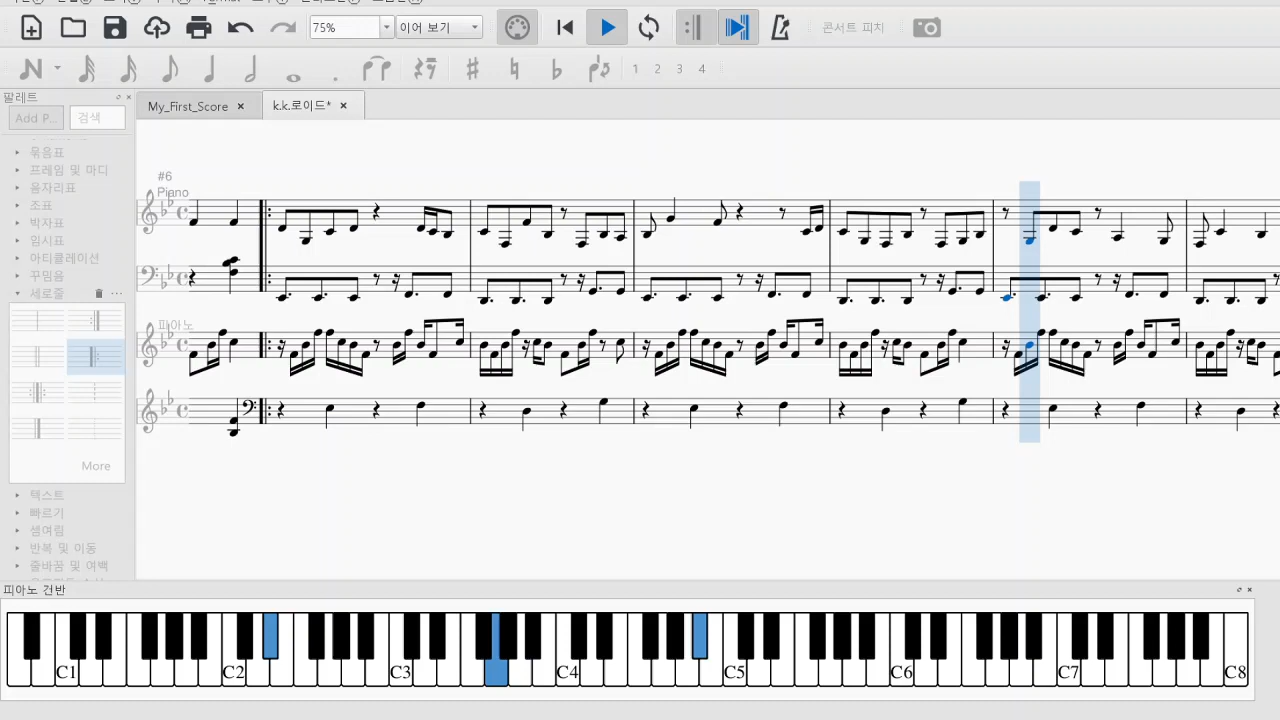 75%
이어 보기
콘서트 피치
1 2 3 4
팔레트
My_First_Score
k.k.로이드*
Add P...
검색
묶음표
프레임 및 마디
음자리표
조표
박자표
임시표
아티큘레이션
꾸밈음
세로줄
More
텍스트
빠르기
셈여림
반복 및 이동
줄바꿈 및 여백
#6
Piano
피아노
피아노 건반
C1 C2 C3 C4 C5 C6 C7 C8